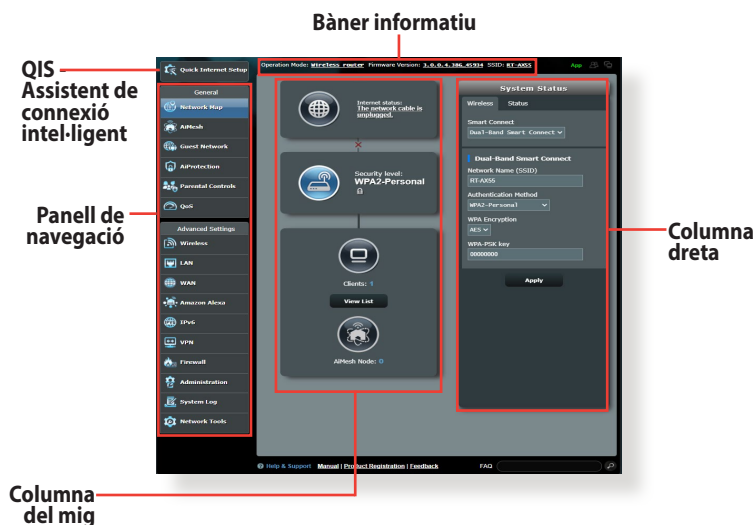 Bàner informatiu
QIS
Assistent de
connexió
intel·ligent
Panell de
navegació
Columna
dreta
Columna
del mig
Quick Internet Setup
General
Network Map
AiMesh
Guest Network
AiProtection
Parental Controls
QoS
Advanced Settings
Wireless
LAN
WAN
Amazon Alexa
IPv6
VPN
Firewall
Administration
System Log
Network Tools
Operation Mode: Wireless router Firmware Version: 3.0.0.4.386_45934 SSID: RT-AX55
App
Internet status:
The network cable is
unplugged.
Security level:
WPA2-Personal
Clients: 1
View List
AiMesh Node: 0
System Status
Wireless Status
Smart Connect
Dual-Band Smart Connect
Dual-Band Smart Connect
Network Name (SSID)
RT-AX55
Authentication Method
WPA2-Personal
WPA Encryption
AES
WPA-PSK key
00000000
Apply
Help & Support Manual | Product Registration | Feedback FAQ